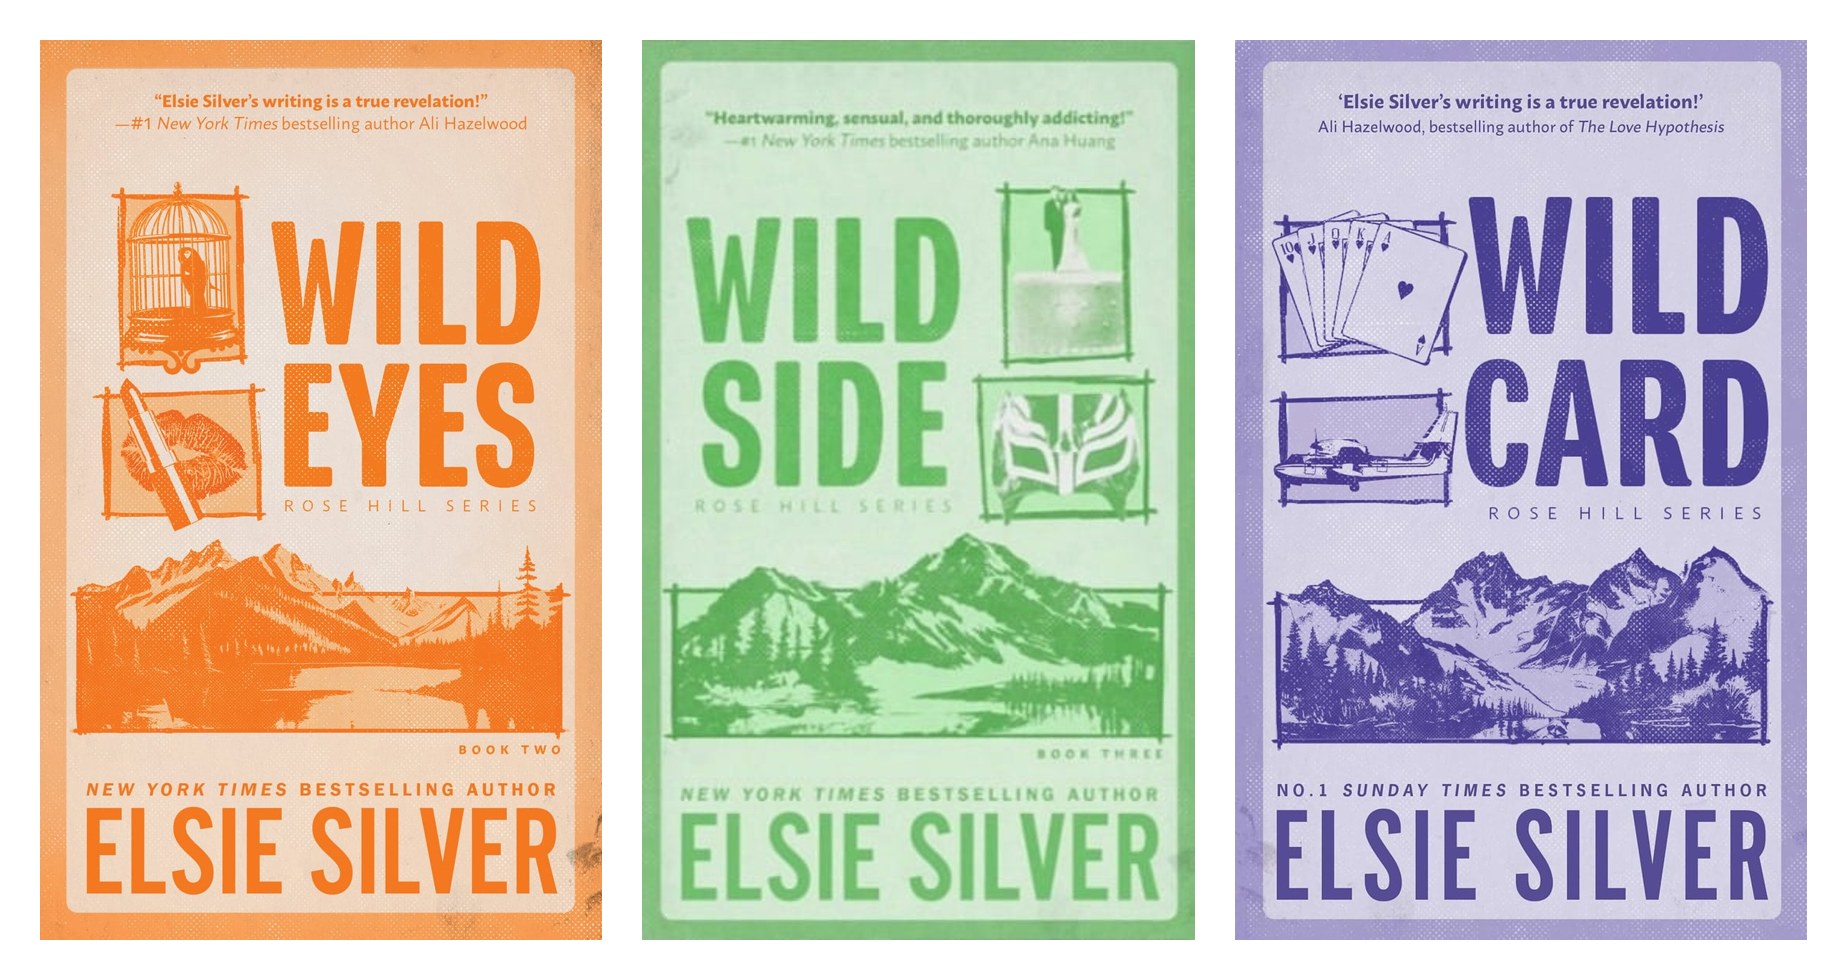 “Elsie Silver’s writing is a true revelation!”
—#1 New York Times bestselling author Ali Hazelwood
WILD
EYES
ROSE HILL SERIES
BOOK TWO
NEW YORK TIMES BESTSELLING AUTHOR
ELSIE SILVER
"Heartwarming, sensual, and thoroughly addicting!"
—#1 New York Times bestselling author Ana Huang
WILD
SIDE
ROSE HILL SERIES
BOOK THREE
NEW YORK TIMES BESTSELLING AUTHOR
ELSIE SILVER
‘Elsie Silver’s writing is a true revelation!’
Ali Hazelwood, bestselling author of The Love Hypothesis
10 J Q K A
A
WILD
CARD
ROSE HILL SERIES
NO.1 SUNDAY TIMES BESTSELLING AUTHOR
ELSIE SILVER